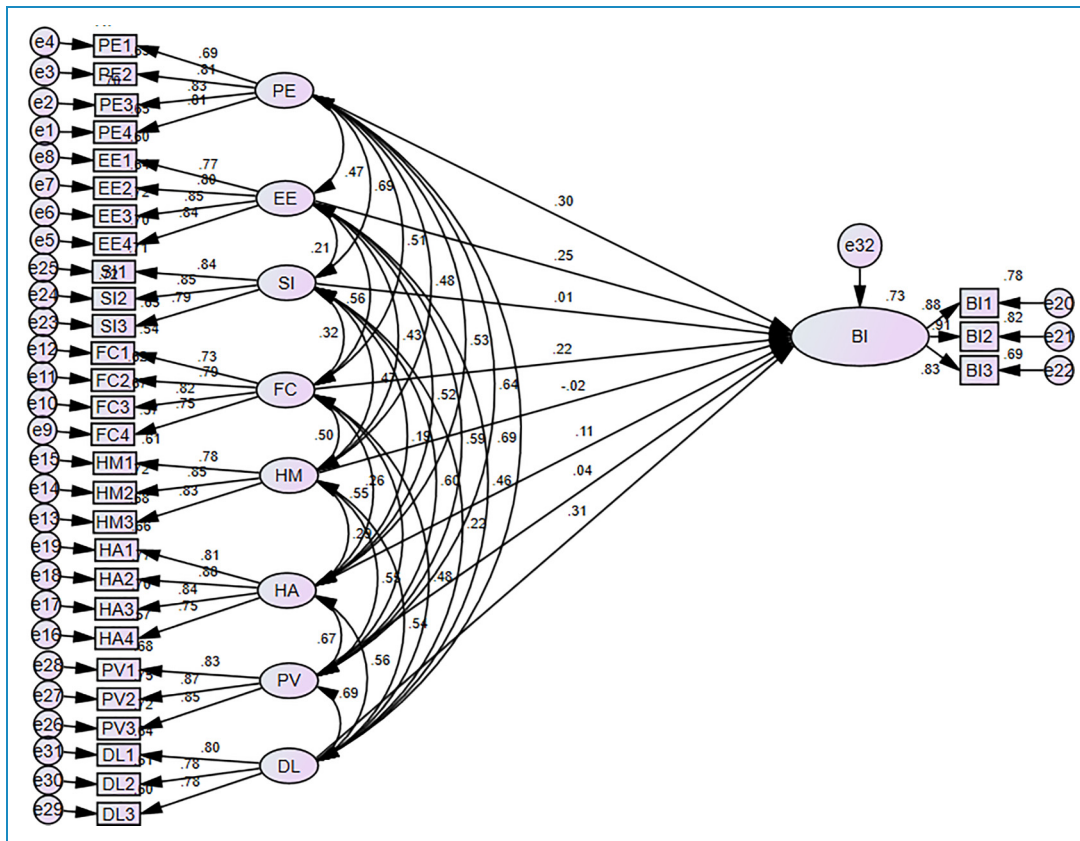 e4 PE1 .69
e3 PE2 .81
e2 PE3 .83
e1 PE4 .81
PE
e8 EE1 .77
e7 EE2 .80
e6 EE3 .85
e5 EE4 .84
EE
e25 SI1 .84
e24 SI2 .85
e23 SI3 .79
SI
e12 FC1 .73
e11 FC2 .79
e10 FC3 .82
e9 FC4 .75
.61
FC
e15 HM1 .78
e14 HM2 .85
e13 HM3 .83
HM
e19 HA1 .81
e18 HA2 .88
e17 HA3 .84
e16 HA4 .75
.68
HA
e28 PV1 .83
e27 PV2 .87
e26 PV3 .85
PV
e31 DL1 .80
e30 DL2 .78
e29 DL3 .78
DL
.47
.69
.21
.51
.48
.56
.32
.43
.53
.47
.52
.64
.50
.19
.59
.69
.26
.55
.60
.46
.22
.55
.48
.54
.67
.56
.69
.30
.25
.01
.22
-.02
.11
.04
.31
e32
.73
BI
.78
.88 BI1 e20
.82
.91 BI2 e21
.69
.83 BI3 e22